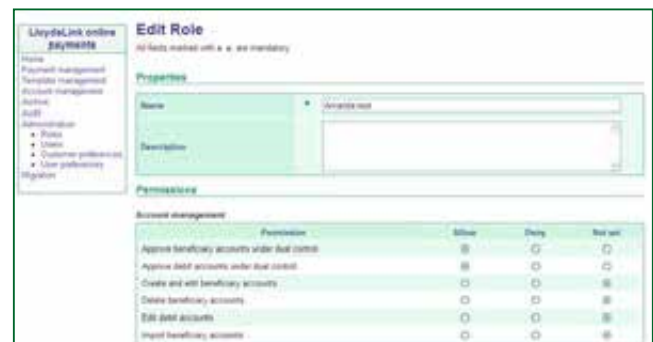 LloydsLink online
payments
Home
Payment management
Template management
Account management
Archive
Audit
Administration
Roles
Users
Customer preferences
User preferences
Migration
Edit Role
All fields marked with a * are mandatory
Properties
Name *
Description
Permissions
Account management
Permission Allow Deny Not set
Approve beneficiary accounts under dual control
Approve debit accounts under dual control
Create and edit beneficiary accounts
Delete beneficiary accounts
Edit debit accounts
Import beneficiary accounts